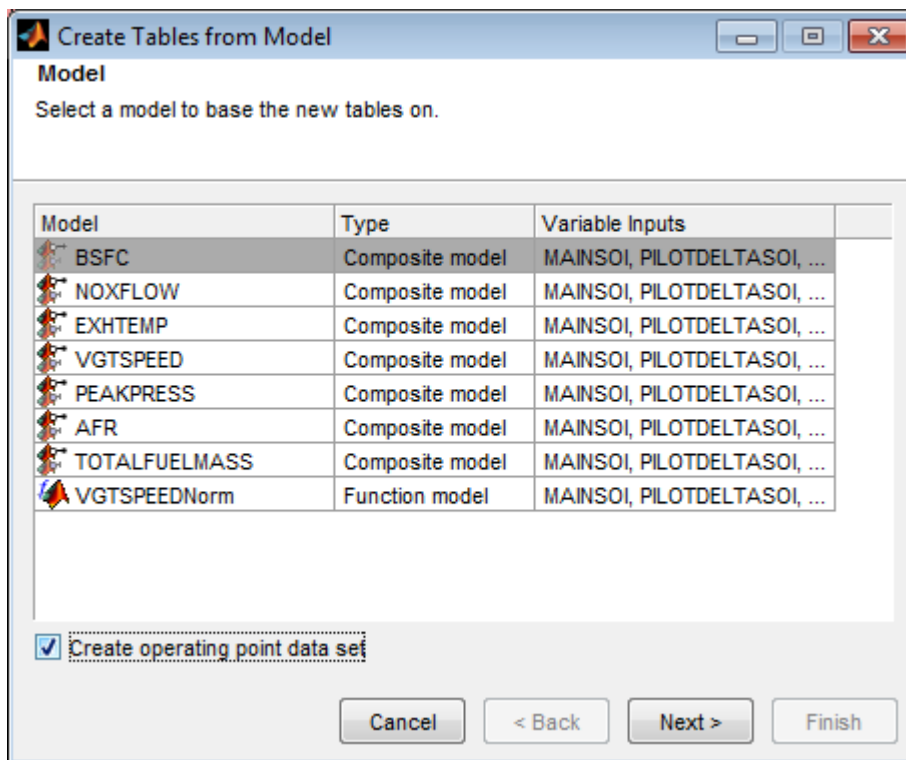 Create Tables from Model
Model
Select a model to base the new tables on.
Model Type Variable Inputs
BSFC Composite model MAINSOI, PILOTDELTASOI, ...
NOXFLOW Composite model MAINSOI, PILOTDELTASOI, ...
EXHTEMP Composite model MAINSOI, PILOTDELTASOI, ...
VGTSPEED Composite model MAINSOI, PILOTDELTASOI, ...
PEAKPRESS Composite model MAINSOI, PILOTDELTASOI, ...
AFR Composite model MAINSOI, PILOTDELTASOI, ...
TOTALFUELMASS Composite model MAINSOI, PILOTDELTASOI, ...
VGTSPEEDNorm Function model MAINSOI, PILOTDELTASOI, ...
Create operating point data set
Cancel < Back Next > Finish